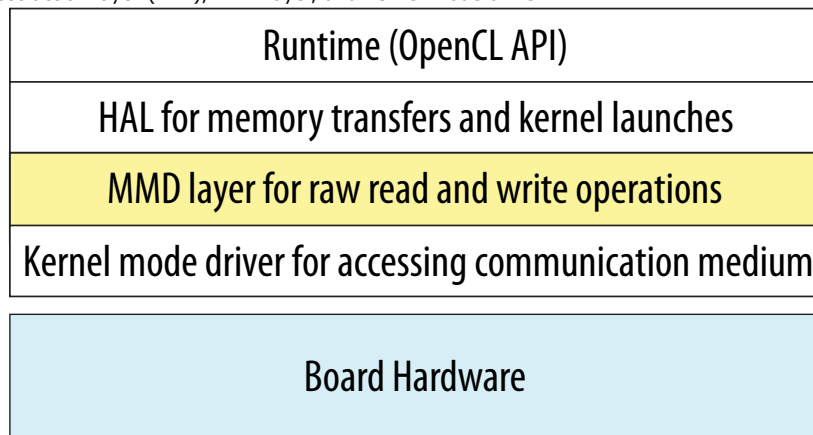 Runtime (OpenCL API)
HAL for memory transfers and kernel launches
MMD layer for raw read and write operations
Kernel mode driver for accessing communication medium
Board Hardware